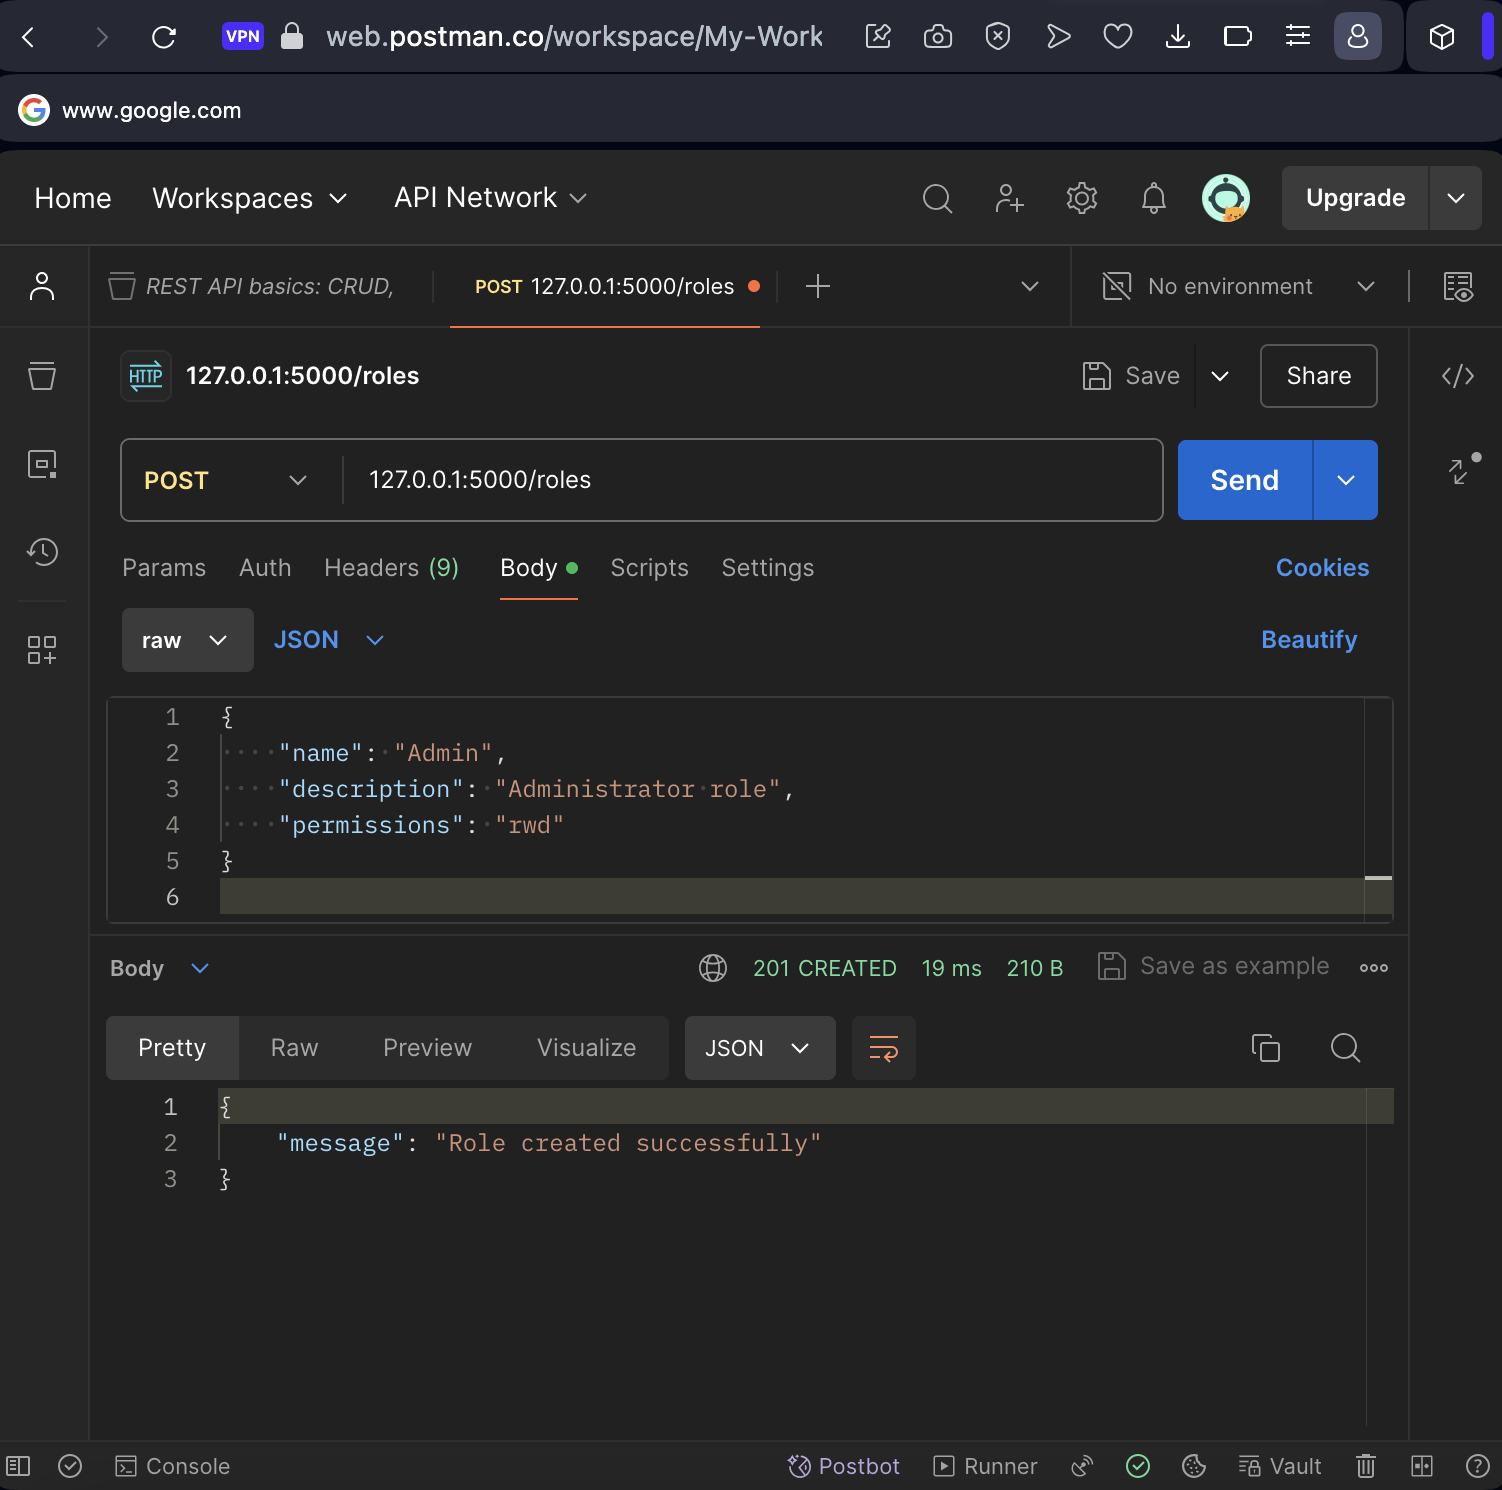 VPN web.postman.co/workspace/My-Work
www.google.com
Home Workspaces API Network Upgrade
REST API basics: CRUD, POST 127.0.0.1:5000/roles No environment
HTTP 127.0.0.1:5000/roles Save Share
POST 127.0.0.1:5000/roles Send
Params Auth Headers (9) Body Scripts Settings Cookies
raw JSON Beautify
1 {
2 "name": "Admin",
3 "description": "Administrator role",
4 "permissions": "rwd"
5 }
6
Body 201 CREATED 19 ms 210 B Save as example
Pretty Raw Preview Visualize JSON
1 {
2 "message": "Role created successfully"
3 }
Console Postbot Runner Vault